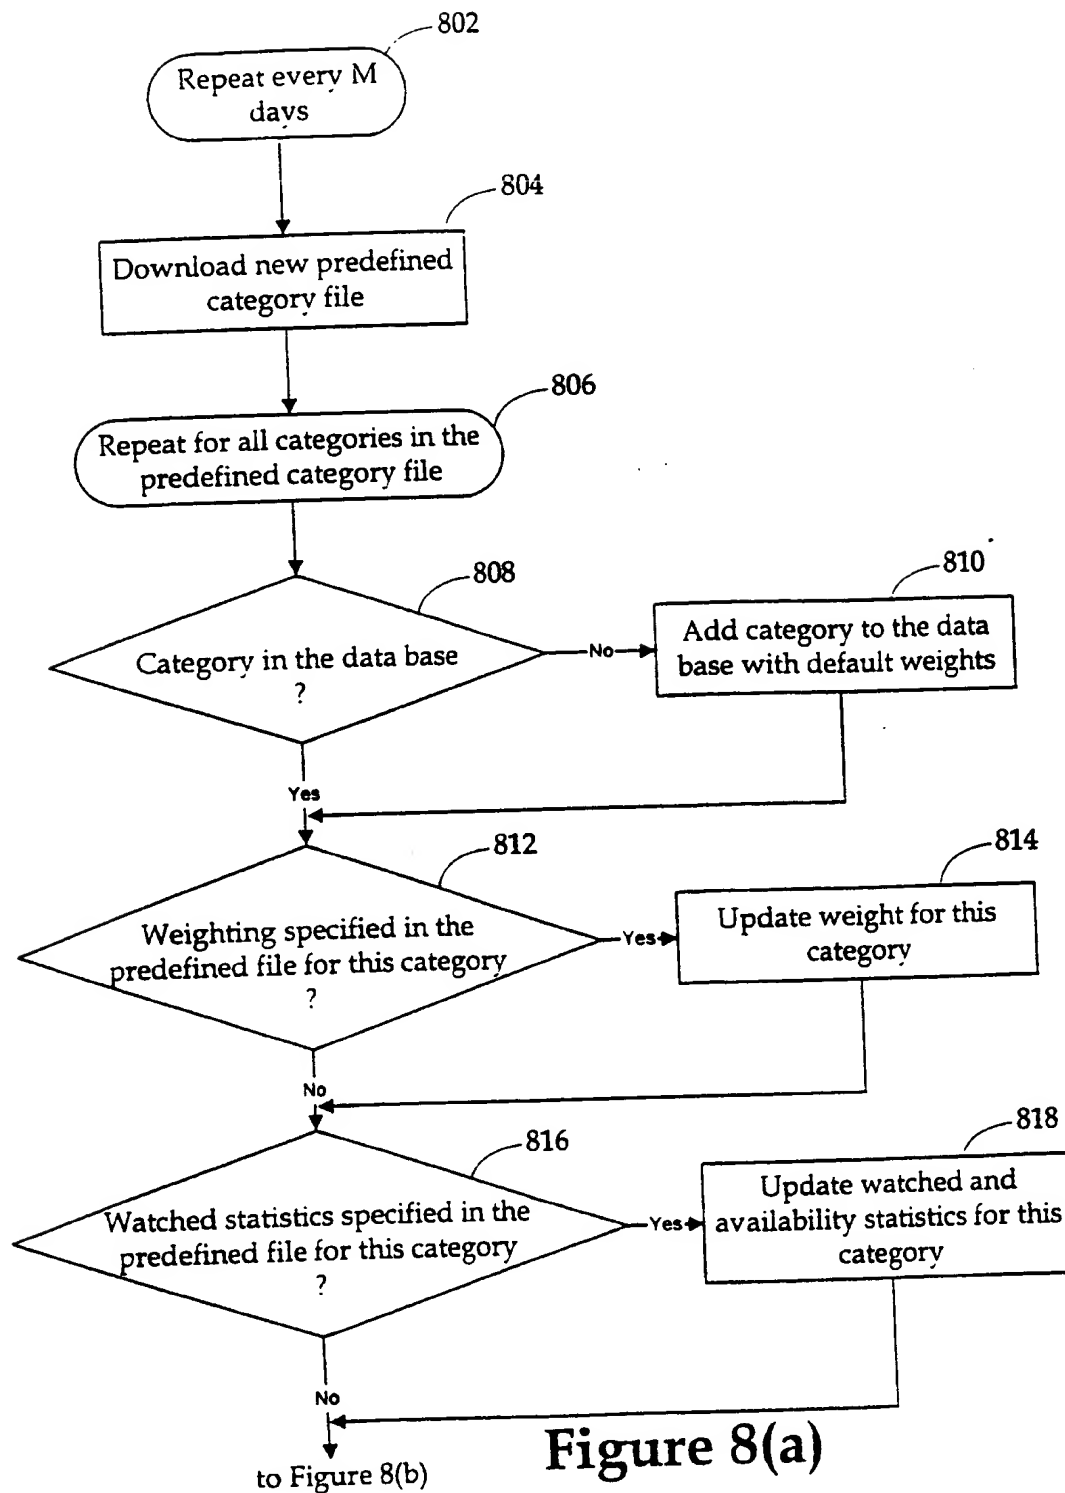 802
Repeat every M
days
804
Download new predefined
category file
806
Repeat for all categories in the
predefined category file
808
Category in the data base
?
No
810
Add category to the data
base with default weights
Yes
812
Weighting specified in the
predefined file for this category
?
Yes
814
Update weight for this
category
No
816
Watched statistics specified in the
predefined file for this category
?
Yes
818
Update watched and
availability statistics for this
category
No
to Figure 8(b)
Figure 8(a)